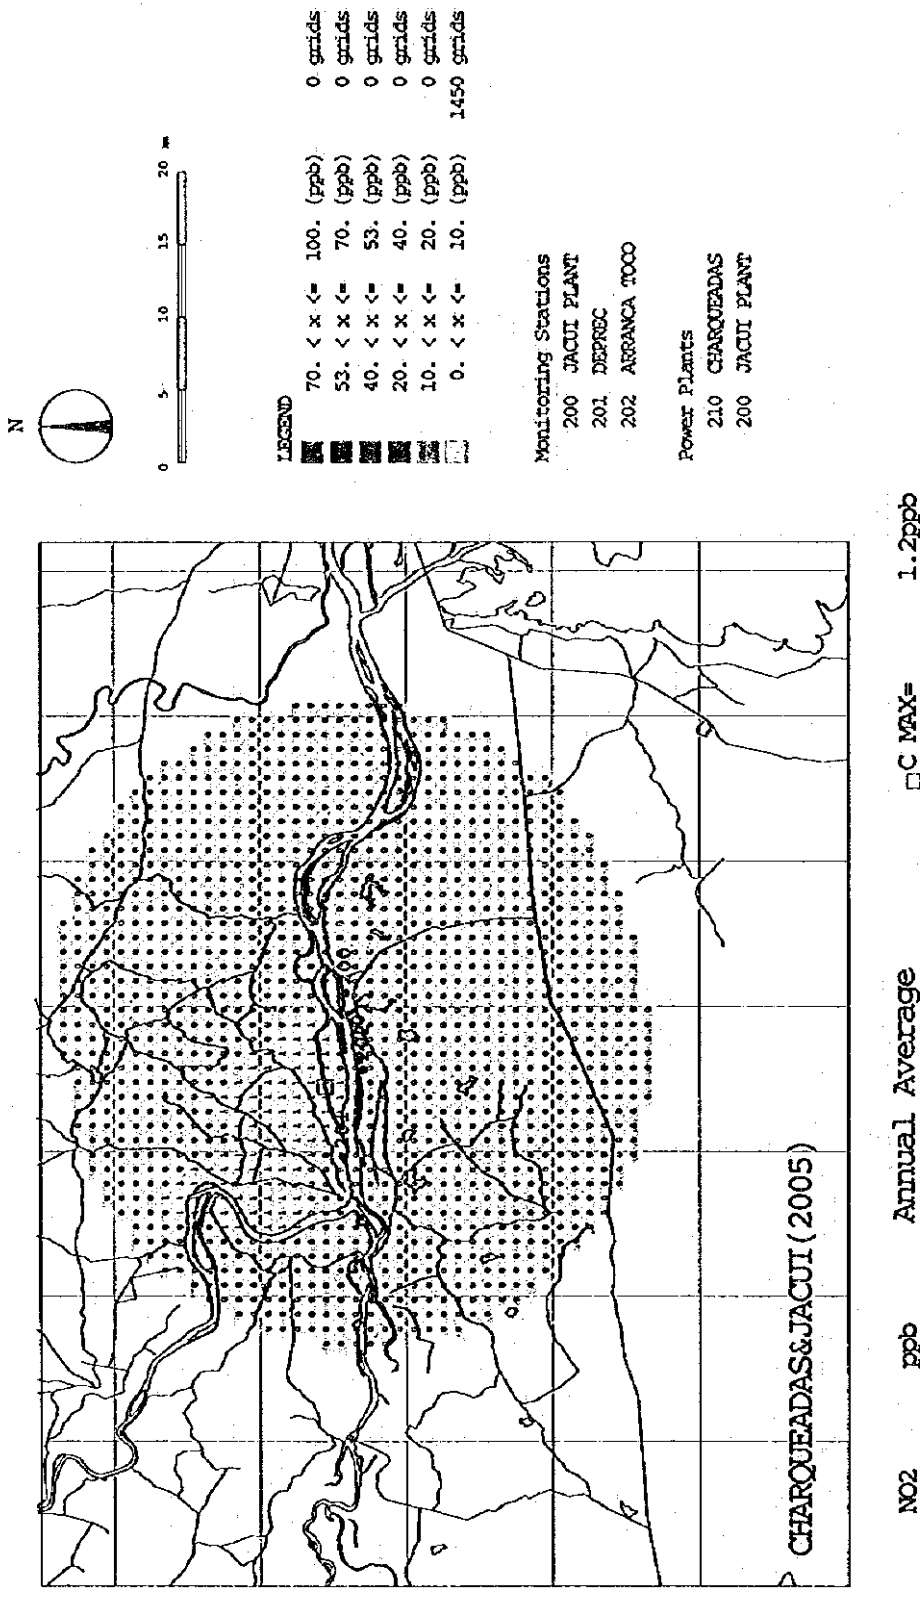 N
0 5 10 15 20
LEGEND
70. < x <= 100. (ppb) 0 grids
53. < x <= 70. (ppb) 0 grids
40. < x <= 53. (ppb) 0 grids
20. < x <= 40. (ppb) 0 grids
10. < x <= 20. (ppb) 0 grids
0. < x <= 10. (ppb) 1450 grids
Monitoring Stations
200 JACUI PLANT
201 DEPREC
202 ARRANCA TOCO
Power Plants
210 CHARQUEADAS
200 JACUI PLANT
CHARQUEADAS&JACUI(2005)
NO2 ppb Annual Average □C MAX= 1.2ppb